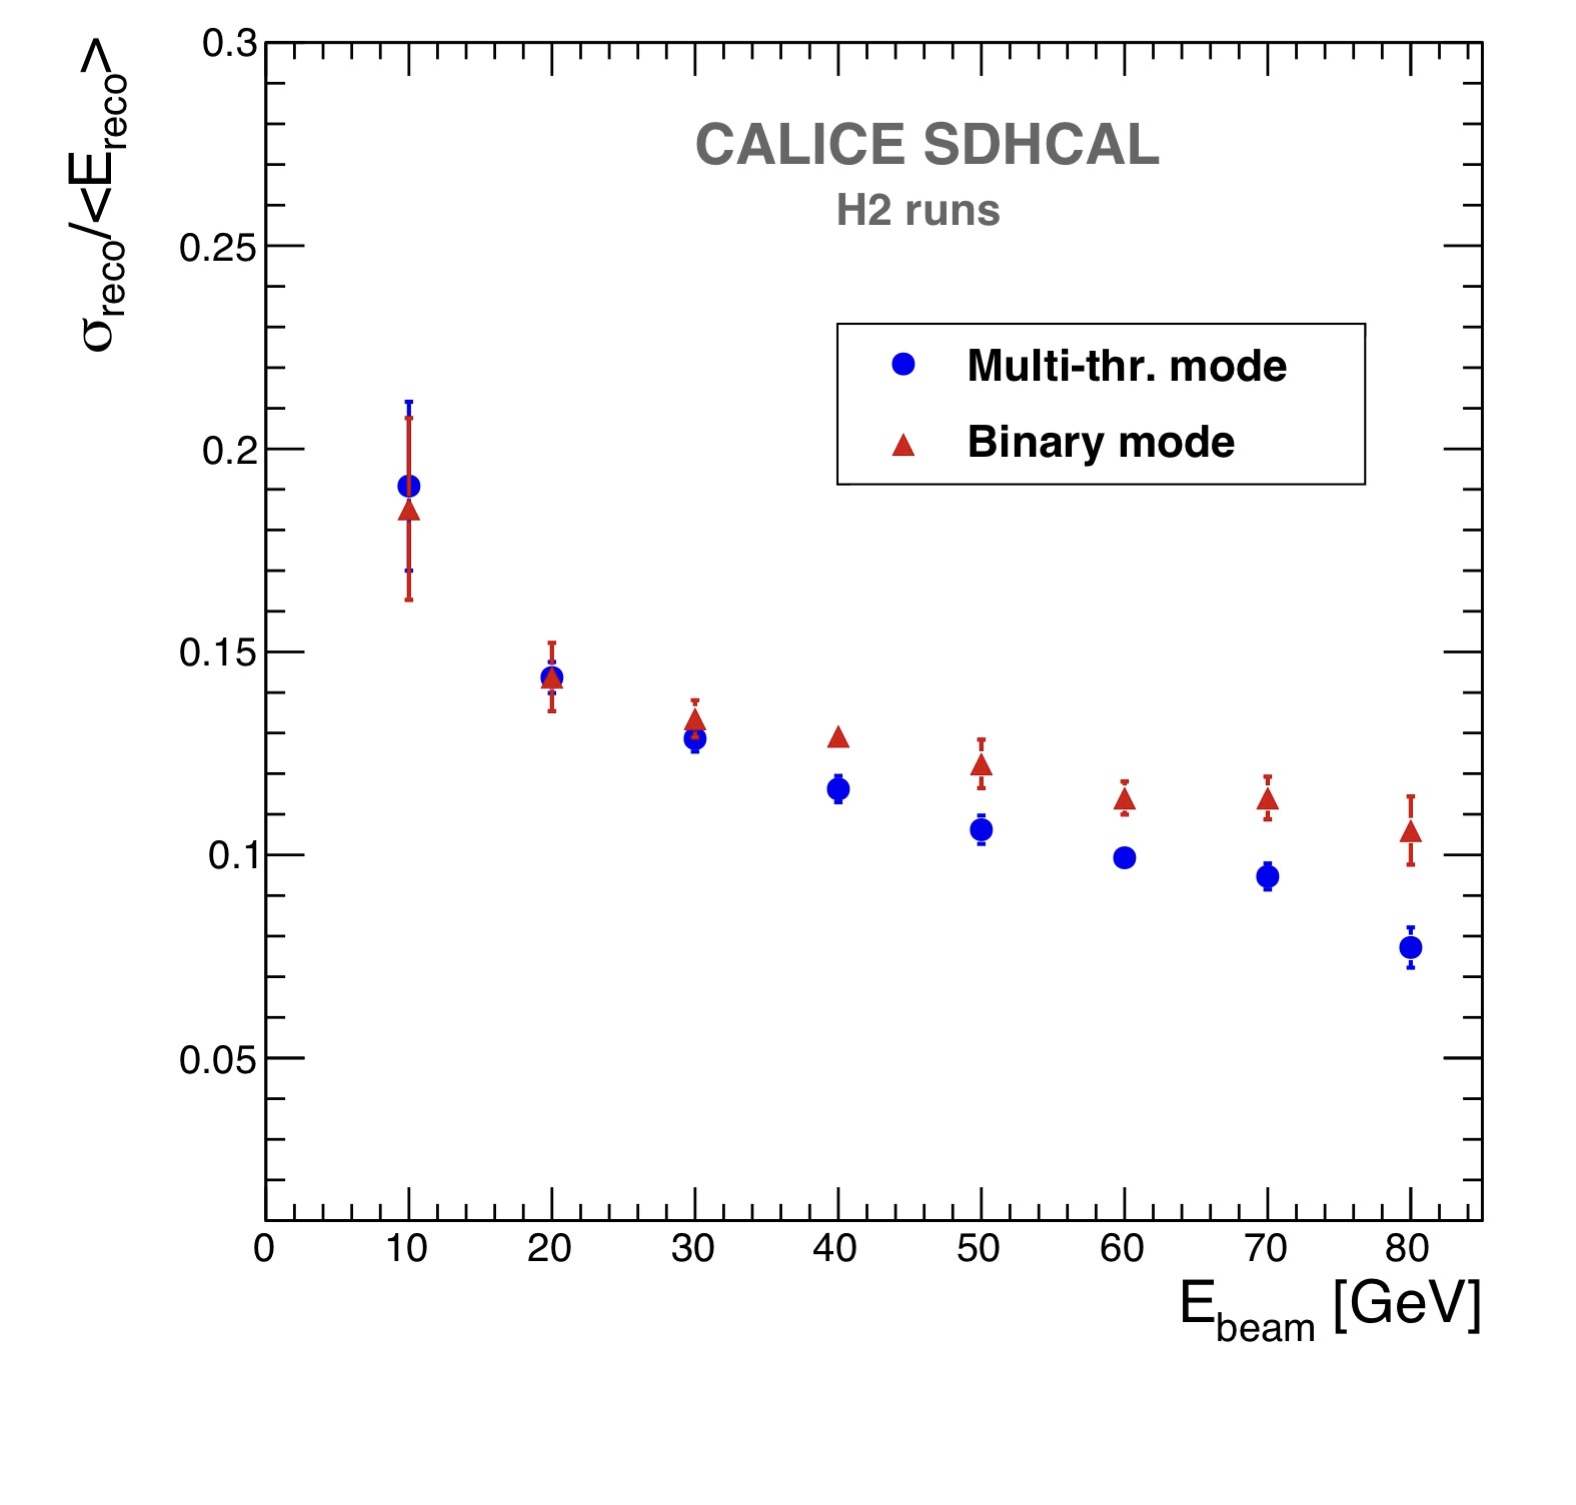 σreco/<Ereco>
0.3
0.25
0.2
0.15
0.1
0.05
CALICE SDHCAL
H2 runs
Multi-thr. mode
Binary mode
0 10 20 30 40 50 60 70 80
Ebeam [GeV]